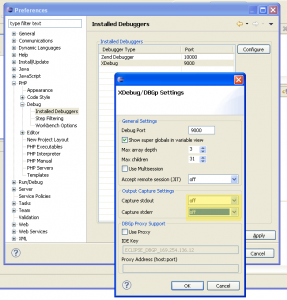 Preferences
type filter text
Installed Debuggers
General
Communications
Dynamic Languages
Help
Install/Update
Java
JavaScript
PHP
Appearance
Code Style
Debug
Installed Debuggers
Step Filtering
Workbench Options
Editor
New Project Layout
PHP Executables
PHP Interpreter
PHP Manual
PHP Servers
Templates
Run/Debug
Server
Service Policies
Tasks
Team
Validation
Web
Web Services
XML
Installed Debuggers
Debugger Type Port
Zend Debugger 10000
XDebug 9000
Configure
XDebug/DBGp Settings
General Settings
Debug Port 9000
Show super globals in variable view
Max array depth 3
Max children 31
Use Multisession
Accept remote session (JIT) off
Output Capture Settings
Capture stdout off
Capture stderr off
DBGp Proxy Support
Use Proxy
IDE Key
Proxy Address (host:port)
OK Cancel
Apply
Cancel